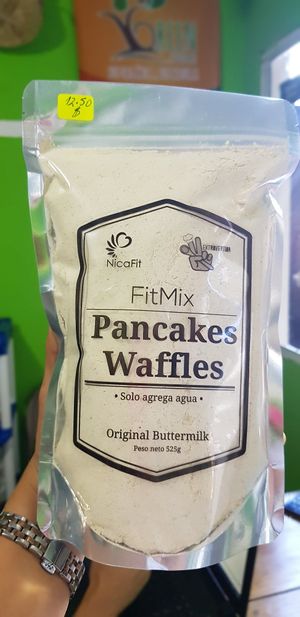 12.50
$
NicaFit
FitMix
Pancakes
Waffles
• Solo agrega agua •
Original Buttermilk
Peso neto 525g